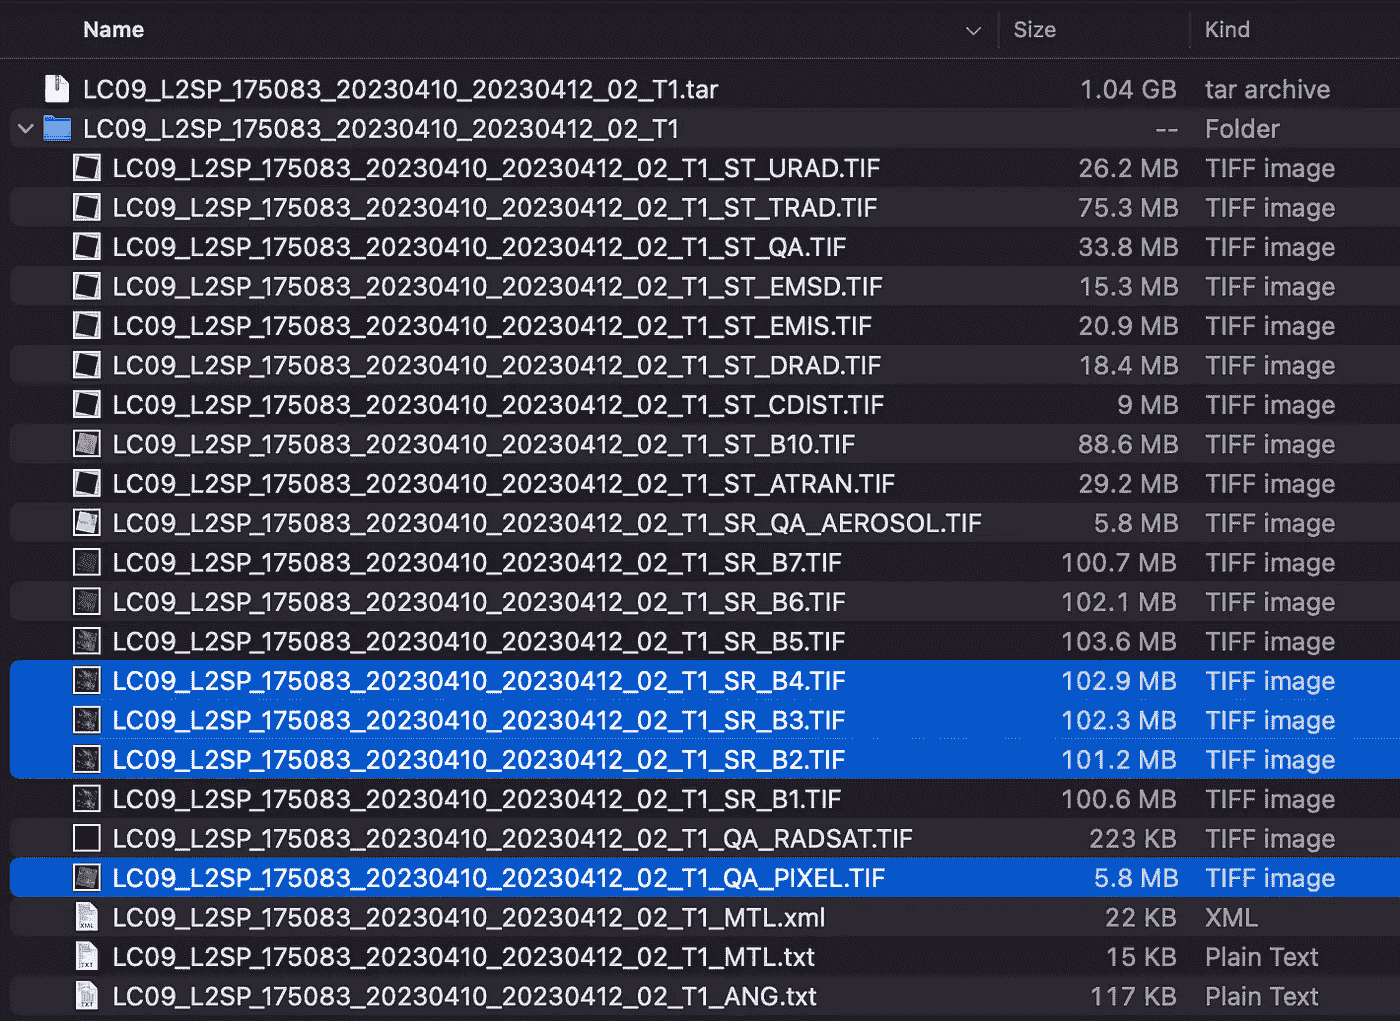 Name Size Kind
LC09_L2SP_175083_20230410_20230412_02_T1.tar 1.04 GB tar archive
LC09_L2SP_175083_20230410_20230412_02_T1 -- Folder
LC09_L2SP_175083_20230410_20230412_02_T1_ST_URAD.TIF 26.2 MB TIFF image
LC09_L2SP_175083_20230410_20230412_02_T1_ST_TRAD.TIF 75.3 MB TIFF image
LC09_L2SP_175083_20230410_20230412_02_T1_ST_QA.TIF 33.8 MB TIFF image
LC09_L2SP_175083_20230410_20230412_02_T1_ST_EMSD.TIF 15.3 MB TIFF image
LC09_L2SP_175083_20230410_20230412_02_T1_ST_EMIS.TIF 20.9 MB TIFF image
LC09_L2SP_175083_20230410_20230412_02_T1_ST_DRAD.TIF 18.4 MB TIFF image
LC09_L2SP_175083_20230410_20230412_02_T1_ST_CDIST.TIF 9 MB TIFF image
LC09_L2SP_175083_20230410_20230412_02_T1_ST_B10.TIF 88.6 MB TIFF image
LC09_L2SP_175083_20230410_20230412_02_T1_ST_ATRAN.TIF 29.2 MB TIFF image
LC09_L2SP_175083_20230410_20230412_02_T1_SR_QA_AEROSOL.TIF 5.8 MB TIFF image
LC09_L2SP_175083_20230410_20230412_02_T1_SR_B7.TIF 100.7 MB TIFF image
LC09_L2SP_175083_20230410_20230412_02_T1_SR_B6.TIF 102.1 MB TIFF image
LC09_L2SP_175083_20230410_20230412_02_T1_SR_B5.TIF 103.6 MB TIFF image
LC09_L2SP_175083_20230410_20230412_02_T1_SR_B4.TIF 102.9 MB TIFF image
LC09_L2SP_175083_20230410_20230412_02_T1_SR_B3.TIF 102.3 MB TIFF image
LC09_L2SP_175083_20230410_20230412_02_T1_SR_B2.TIF 101.2 MB TIFF image
LC09_L2SP_175083_20230410_20230412_02_T1_SR_B1.TIF 100.6 MB TIFF image
LC09_L2SP_175083_20230410_20230412_02_T1_QA_RADSAT.TIF 223 KB TIFF image
LC09_L2SP_175083_20230410_20230412_02_T1_QA_PIXEL.TIF 5.8 MB TIFF image
XML LC09_L2SP_175083_20230410_20230412_02_T1_MTL.xml 22 KB XML
TXT LC09_L2SP_175083_20230410_20230412_02_T1_MTL.txt 15 KB Plain Text
TXT LC09_L2SP_175083_20230410_20230412_02_T1_ANG.txt 117 KB Plain Text